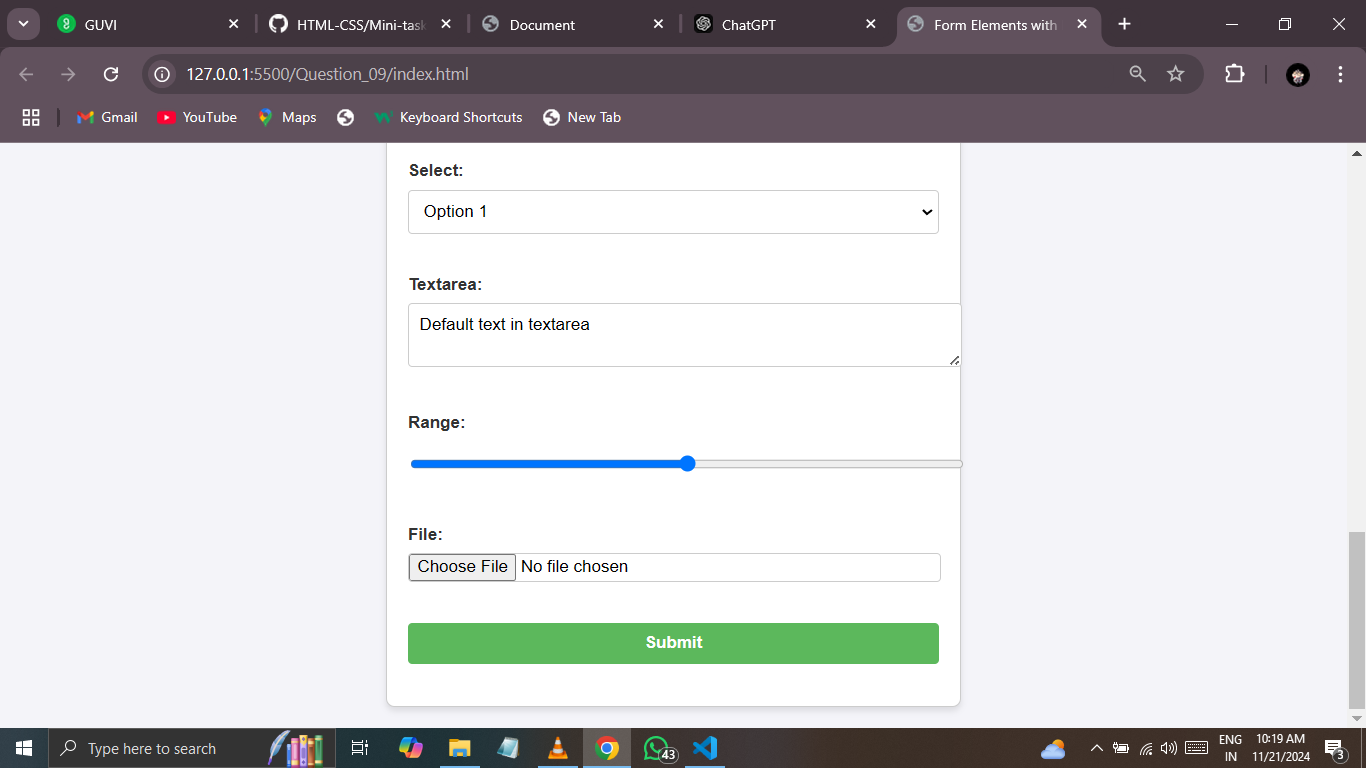 GUVI
HTML-CSS/Mini-task
Document
ChatGPT
Form Elements with
127.0.0.1:5500/Question_09/index.html
Gmail
YouTube
Maps
Keyboard Shortcuts
New Tab
Select:
Option 1
Textarea:
Default text in textarea
Range:
File:
Choose File No file chosen
Submit
Type here to search
43
ENG
IN
10:19 AM
11/21/2024
3